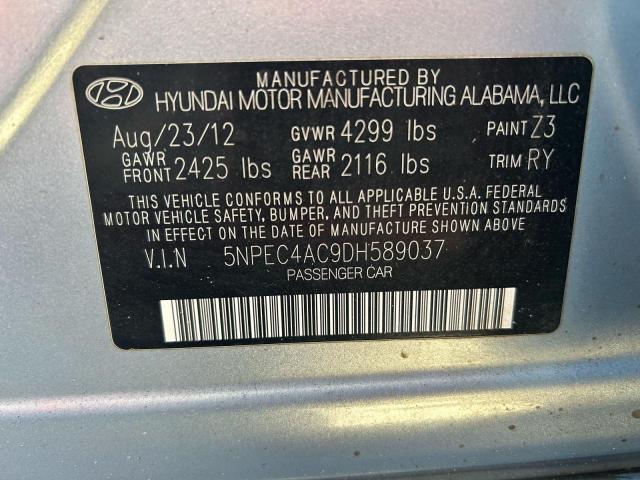 MANUFACTURED BY
HYUNDAI MOTOR MANUFACTURING ALABAMA, LLC
Aug/23/12 GVWR 4299 lbs PAINT Z3
GAWR FRONT 2425 lbs GAWR REAR 2116 lbs TRIM RY
THIS VEHICLE CONFORMS TO ALL APPLICABLE U.S.A. FEDERAL
MOTOR VEHICLE SAFETY, BUMPER, AND THEFT PREVENTION
STANDARDS IN EFFECT ON THE DATE OF MANUFACTURE SHOWN ABOVE.
V.I.N 5NPEC4AC9DH589037
PASSENGER CAR